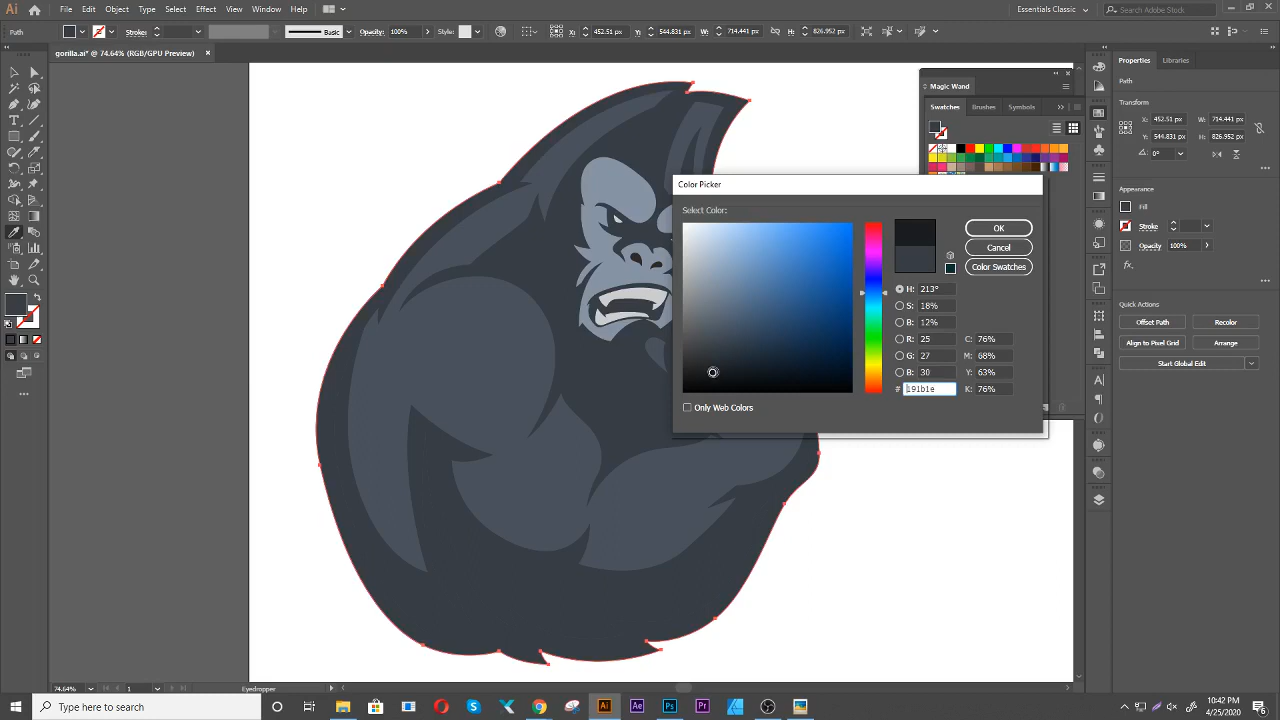 Ai
File Edit Object Type Select Effect View Window Help
Essentials Classic
Search Adobe Stock
Path
Stroke:
Basic
Opacity: 100%
Style:
X: 452.51 px
Y: 544.831 px
W: 714.441 px
H: 826.952 px
gorilla.ai* @ 74.64% (RGB/GPU Preview) ×
Magic Wand
Swatches Brushes Symbols
Color Picker
Select Color:
OK
Cancel
Color Swatches
H: 213°
S: 18%
B: 12%
R: 25
G: 27
B: 30
# 191b1e
C: 76%
M: 68%
Y: 63%
K: 76%
Only Web Colors
Properties Libraries
Path
Transform
X: 452.51 px
W: 714.441 px
Y: 544.831 px
H: 826.952 px
0°
Appearance
Fill
Stroke
Opacity 100%
fx.
Quick Actions
Offset Path
Recolor
Align to Pixel Grid
Arrange
Start Global Edit
74.64%
1
Eyedropper
Type here to search
Ai
Ae
Ps
Pr
10:42 PM
4/25/2020